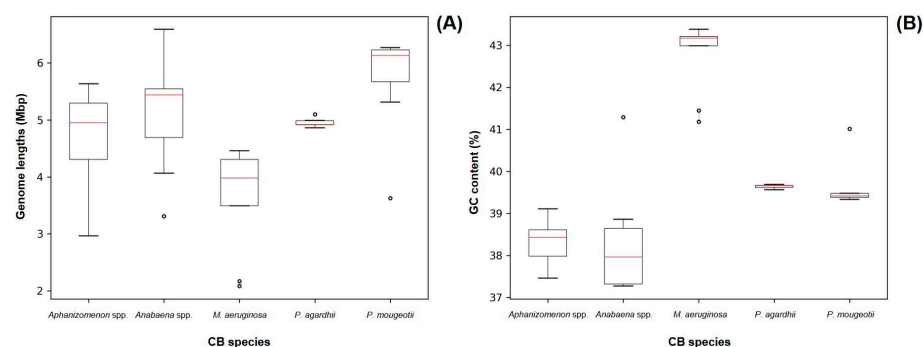 (A)
Genome lengths (Mbp)
6
5
4
3
2
Aphanizomenon spp. Anabaena spp. M. aeruginosa P. agardhii P. mougeotii
CB species
(B)
GC content (%)
43
42
41
40
39
38
37
Aphanizomenon spp. Anabaena spp. M. aeruginosa P. agardhii P. mougeotii
CB species